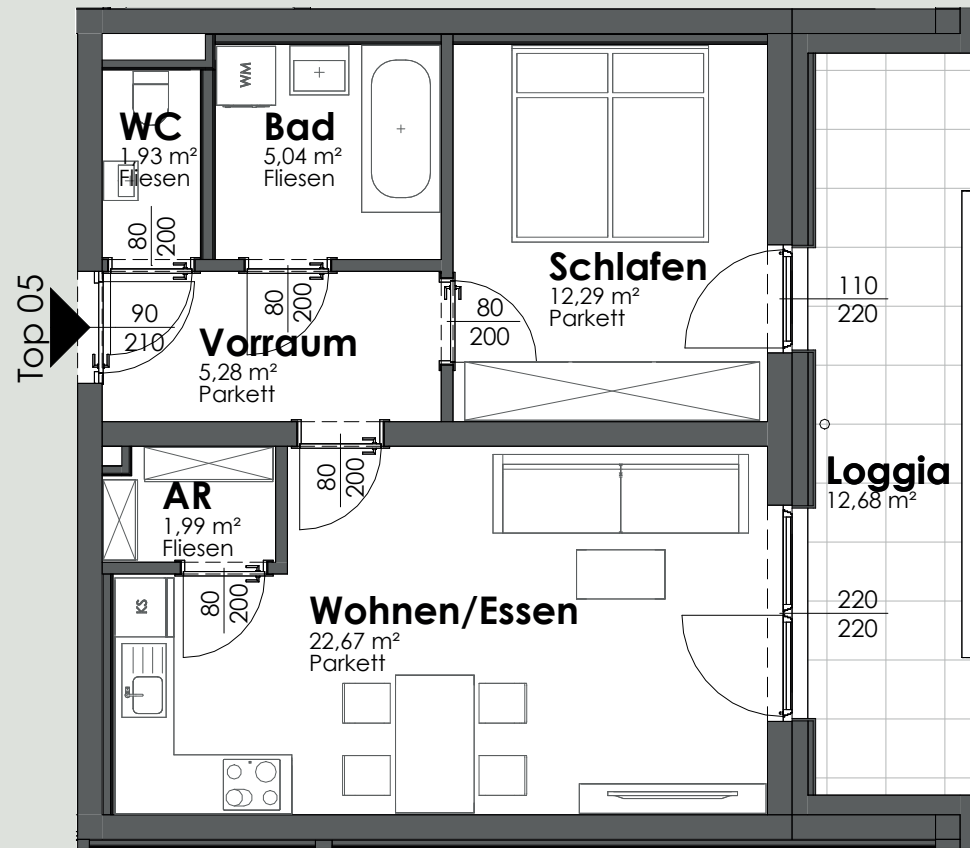 WM
WC
1,93 m²
Fliesen
Bad
5,04 m²
Fliesen
80
200
Schlafen
12,29 m²
Parkett
110
220
Top 05
90
210
80
200
80
200
Vorraum
5,28 m²
Parkett
80
200
Loggia
12,68 m²
AR
1,99 m²
Fliesen
KS
80
200
Wohnen/Essen
22,67 m²
Parkett
220
220